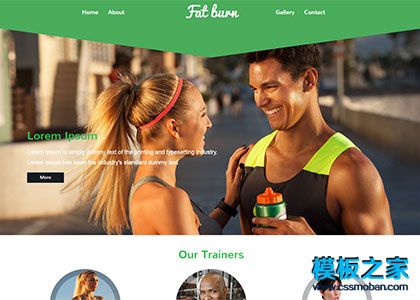 Home About Fat burn Gallery Contact
Lorem Ipsum
Lorem Ipsum is simply dummy text of the printing and typesetting industry.
Lorem Ipsum has been the industry's standard dummy text.
More
Our Trainers
模板之家
www.cssmoban.com